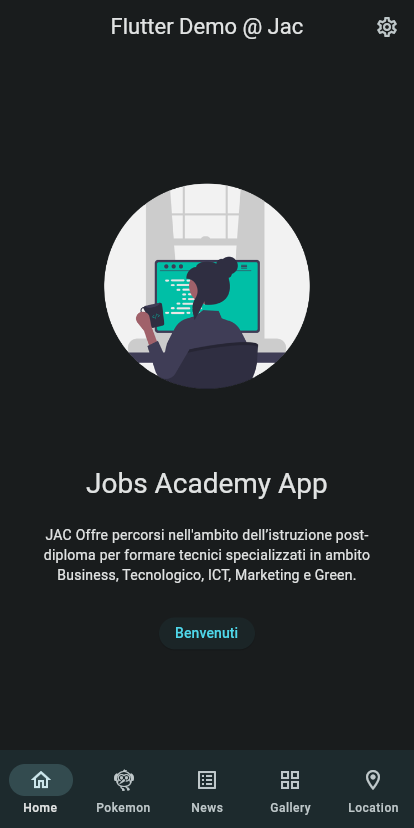 Flutter Demo @ Jac
Jobs Academy App
JAC Offre percorsi nell'ambito dell'istruzione post-
diploma per formare tecnici specializzati in ambito
Business, Tecnologico, ICT, Marketing e Green.
Benvenuti
Home
Pokemon
News
Gallery
Location